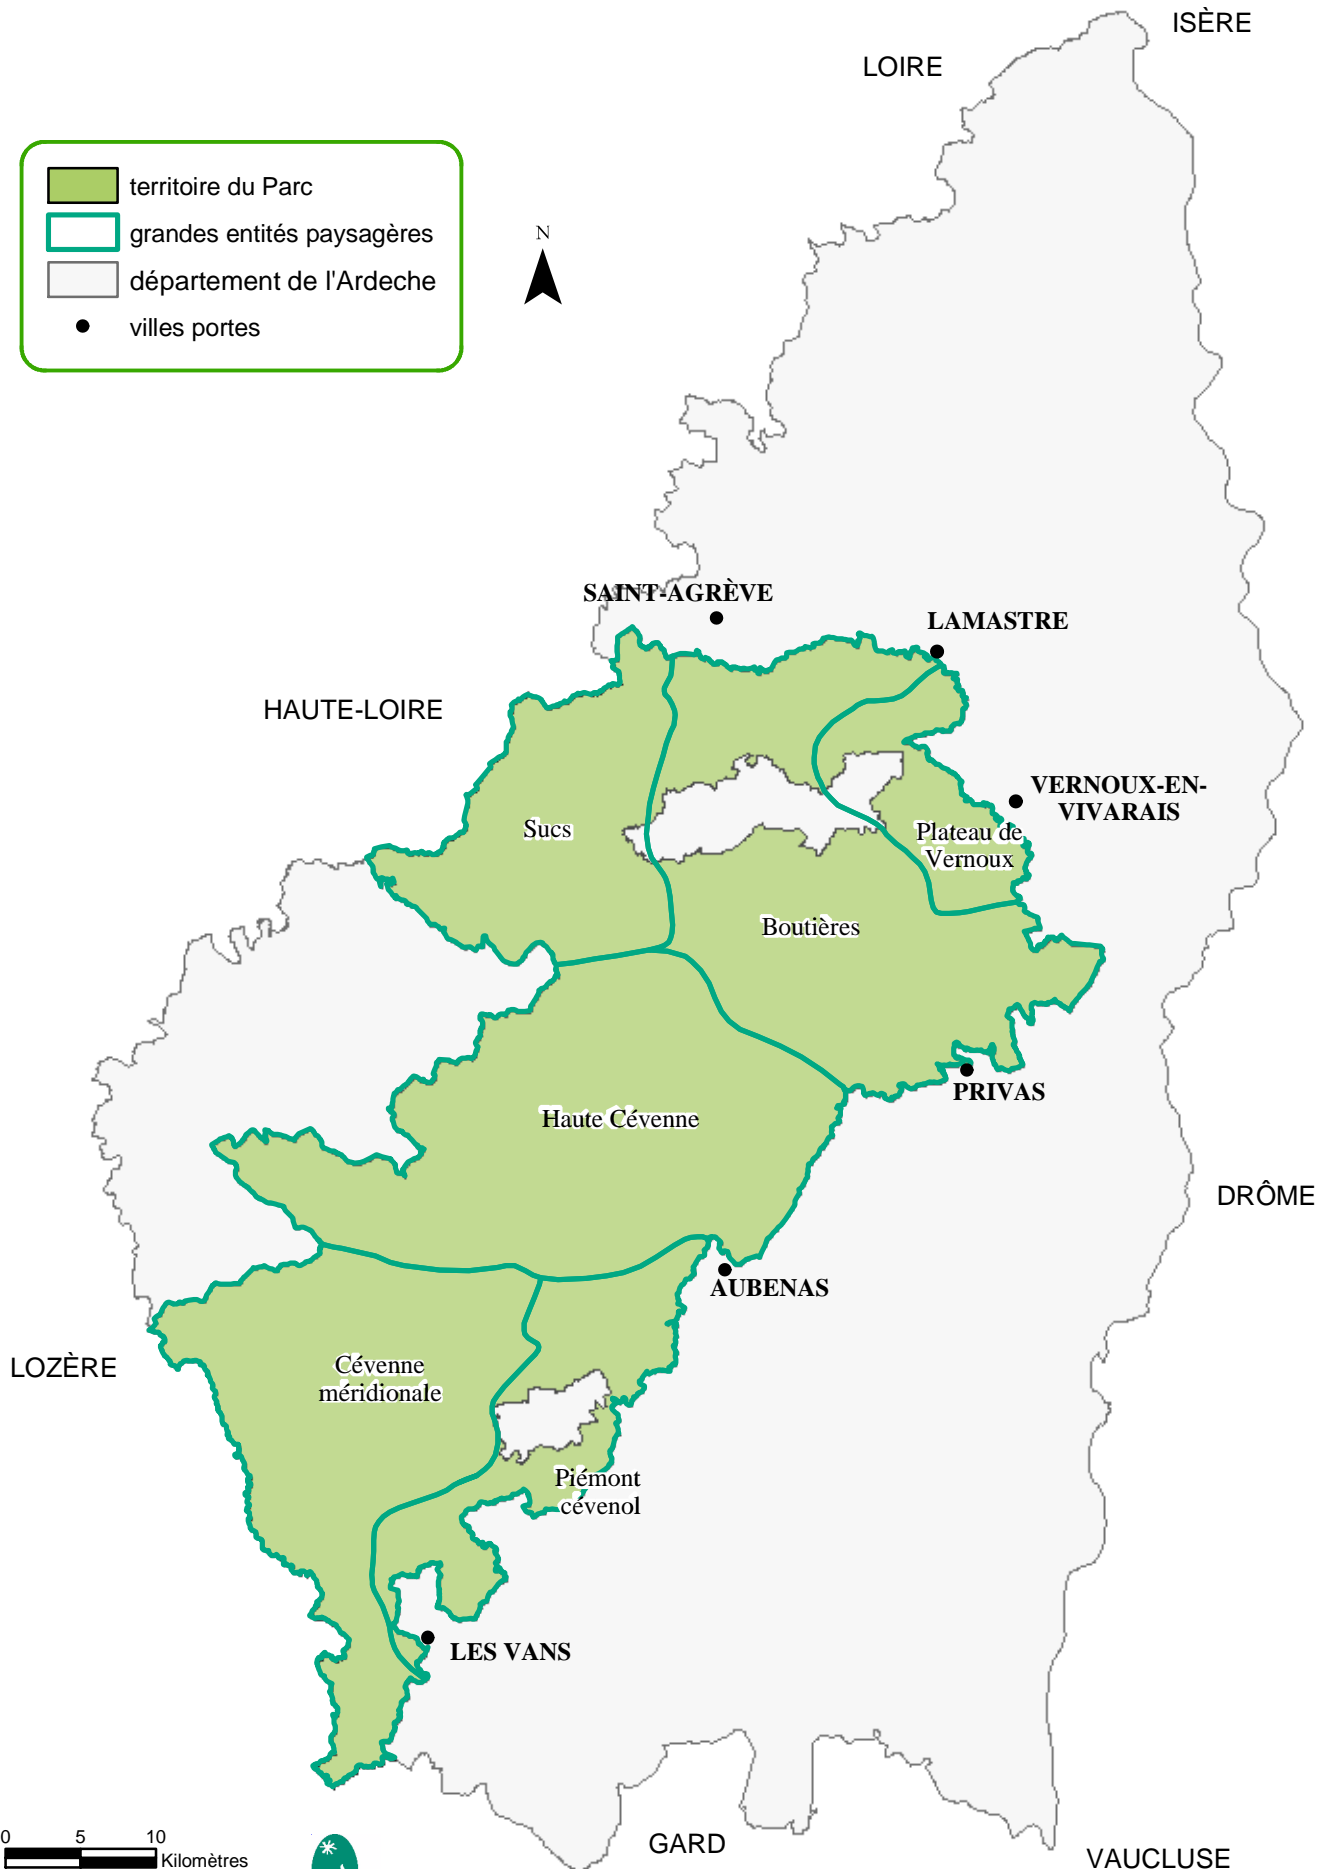 ISÈRE
LOIRE
territoire du Parc
grandes entités paysagères
département de l'Ardeche
villes portes
N
SAINT-AGRÈVE
LAMASTRE
HAUTE-LOIRE
VERNOUX-EN-
VIVARAIS
Sucs
Plateau de
Vernoux
Boutières
PRIVAS
Haute Cévenne
DRÔME
AUBENAS
LOZÈRE
Cévenne
méridionale
Piémont
cévenol
LES VANS
0 5 10
Kilomètres
GARD
VAUCLUSE